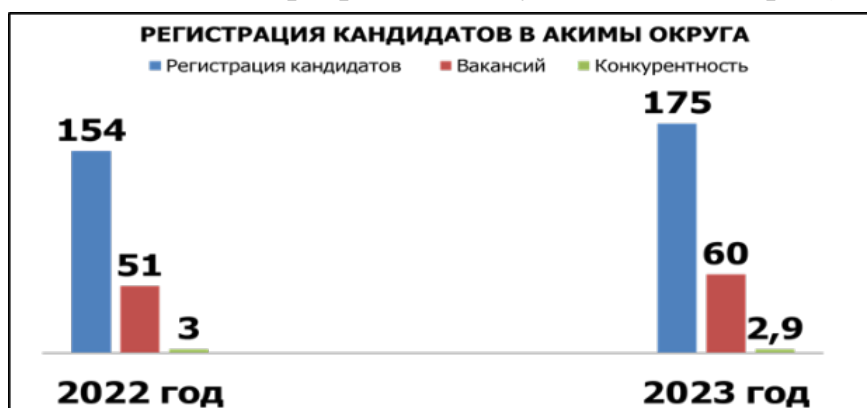 РЕГИСТРАЦИЯ КАНДИДАТОВ В АКИМЫ ОКРУГА
Регистрация кандидатов Вакансий Конкурентность
154 175
51 60
3 2,9
2022 год 2023 год